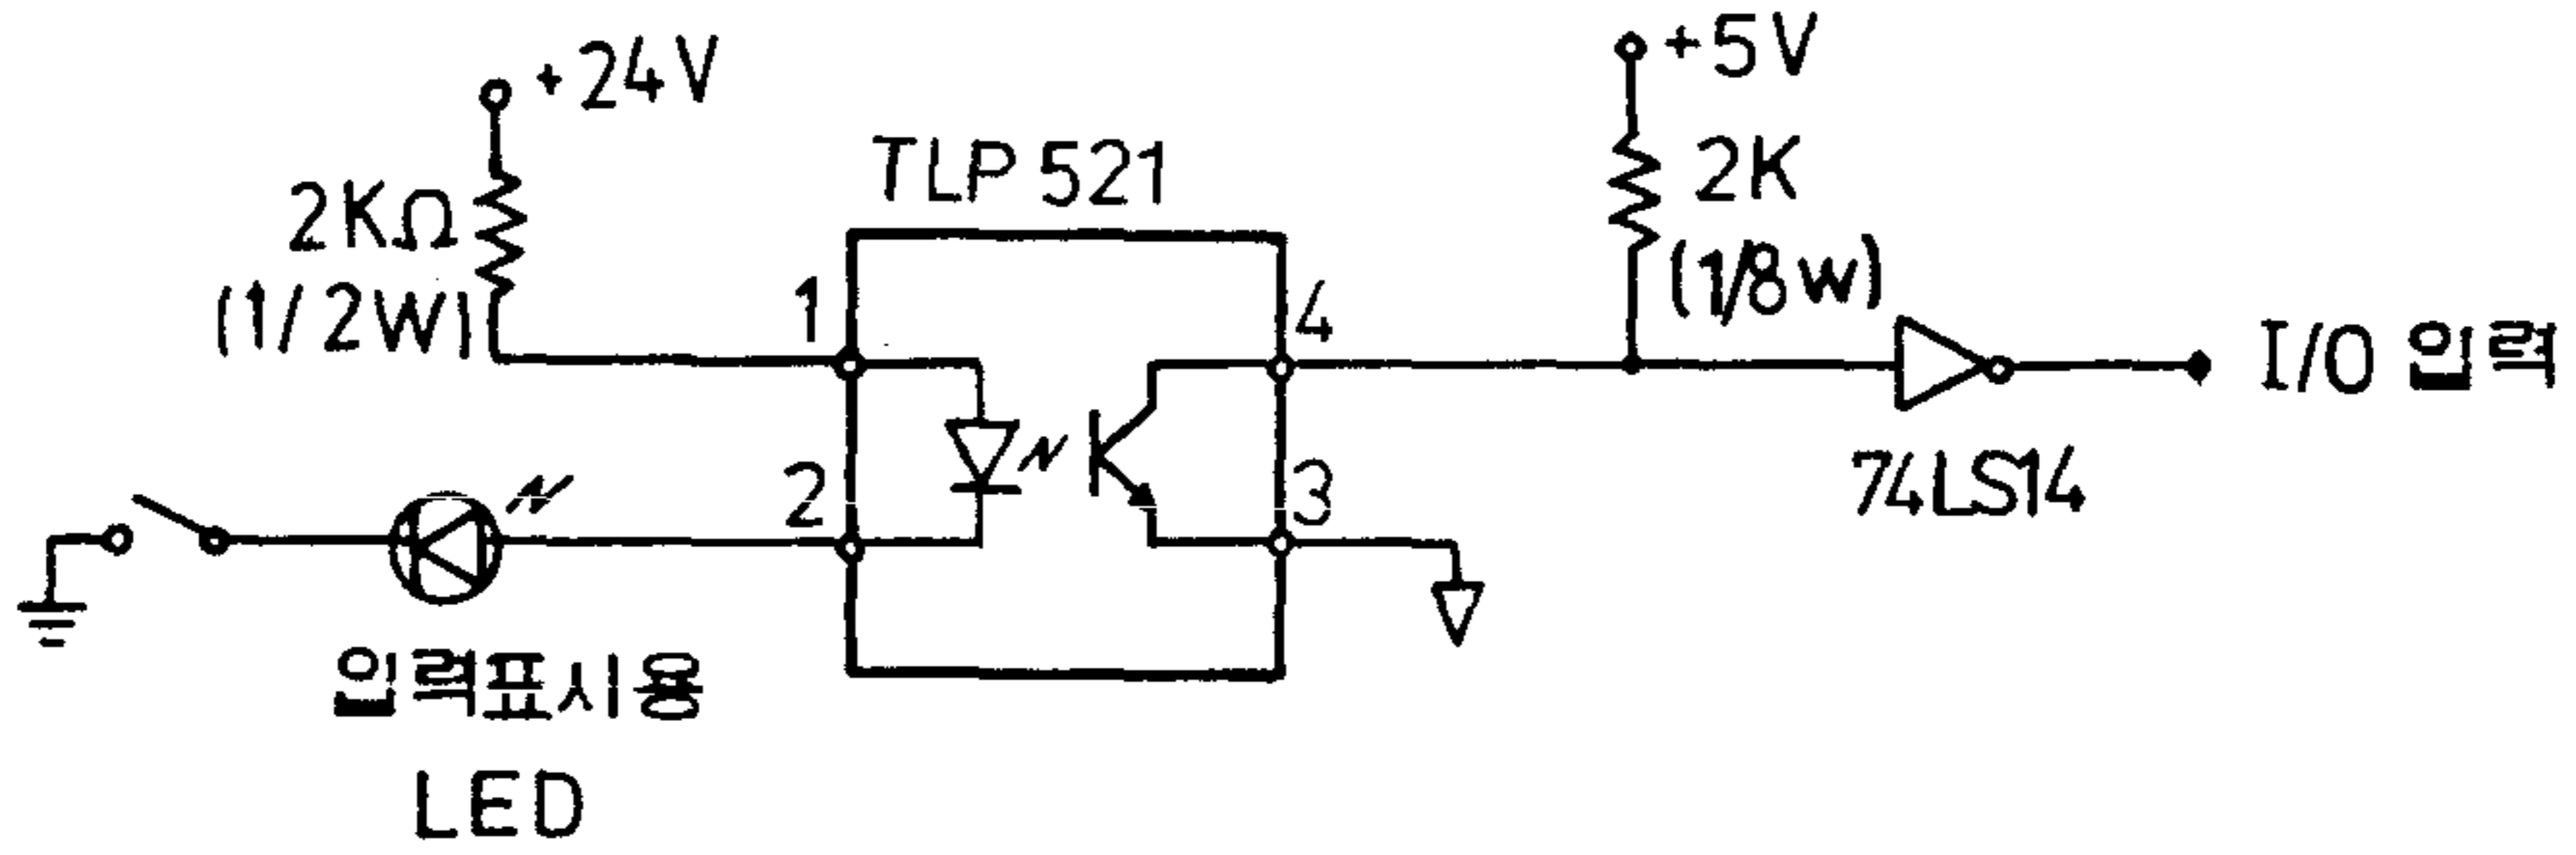 +24V
2KΩ
(1/2W)
TLP 521
1
2
4
3
+5V
2K
(1/8W)
74LS14
I/O 입력
입력표시용
LED